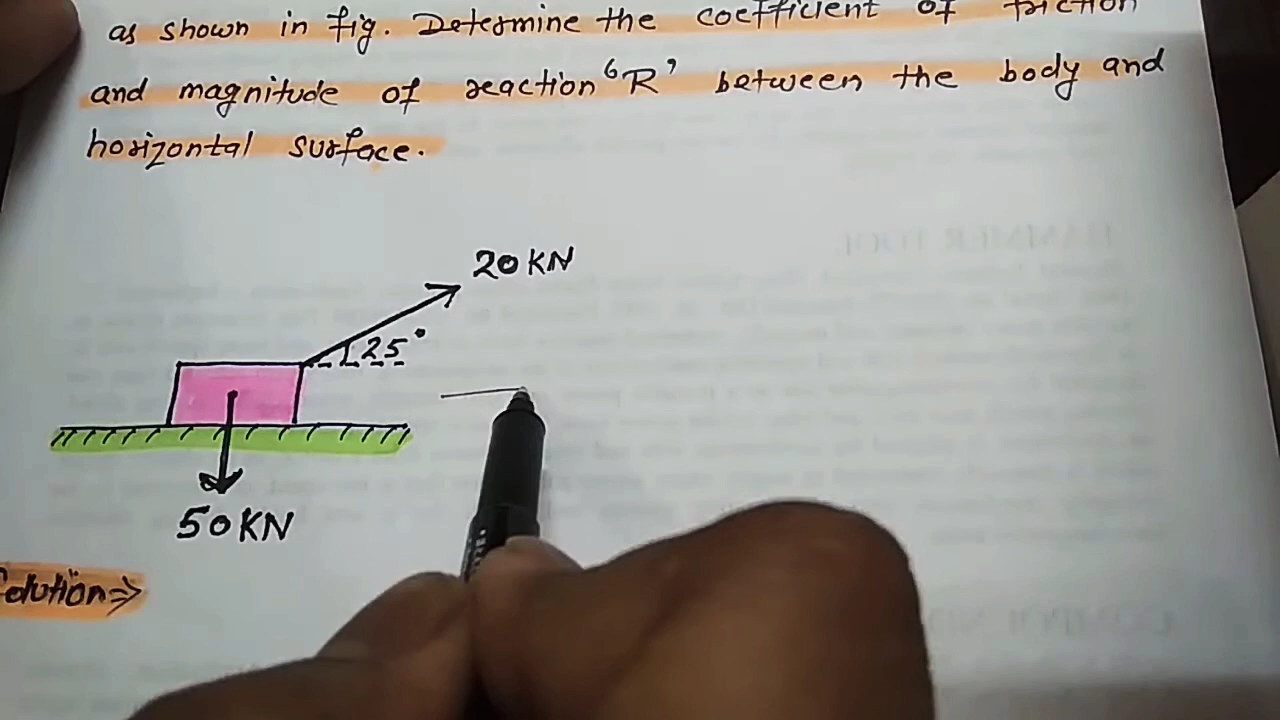 as shown in fig. Determine the coefficient of friction
and magnitude of reaction 'R' between the body and
horizontal surface.
20 KN
25°
50 KN
Solution ⇒